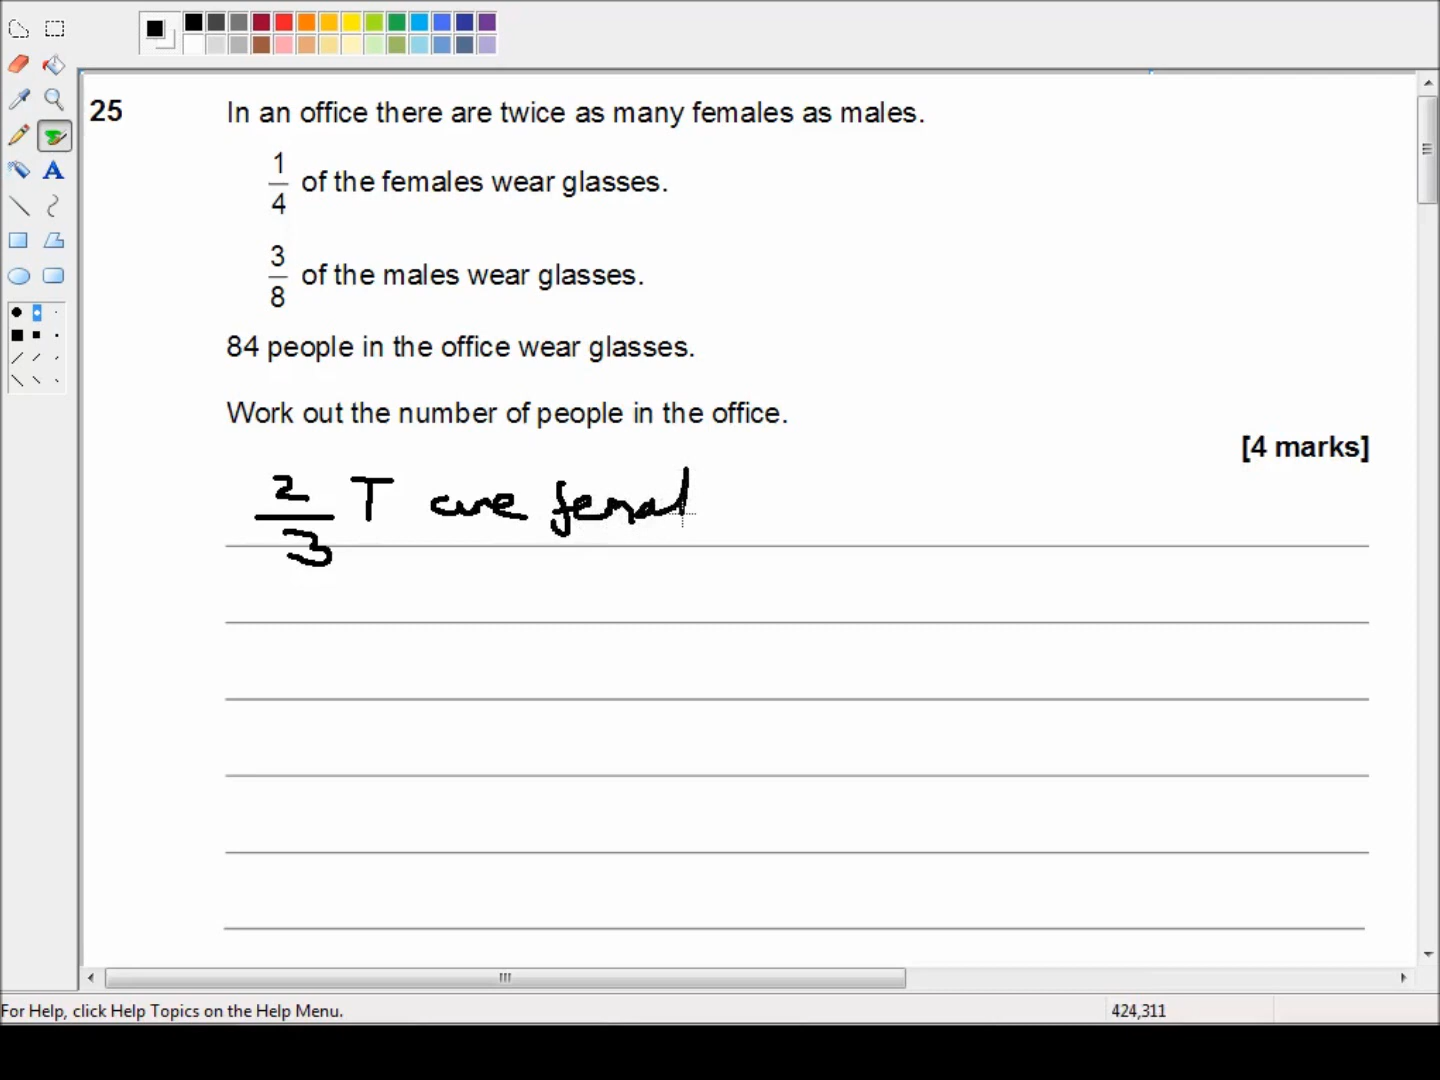 25 In an office there are twice as many females as males.
1/4 of the females wear glasses.
3/8 of the males wear glasses.
84 people in the office wear glasses.
Work out the number of people in the office.
[4 marks]
2/3 T are femal
For Help, click Help Topics on the Help Menu.
424,311